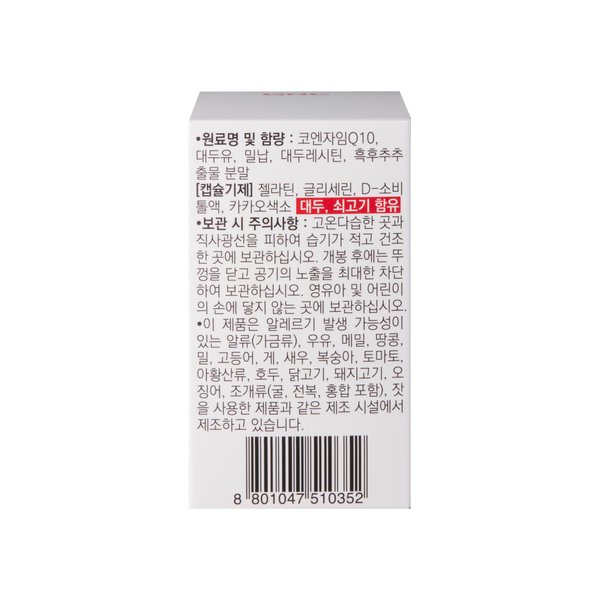 •원료명 및 함량 : 코엔자임Q10,
대두유, 밀납, 대두레시틴, 흑후추추
출물 분말
[캡슐기제] 젤라틴, 글리세린, D-소비
톨액, 카카오색소 대두, 쇠고기 함유
•보관 시 주의사항 : 고온다습한 곳과
직사광선을 피하여 습기가 적고 건조
한 곳에 보관하십시오. 개봉 후에는 뚜
껑을 닫고 공기의 노출을 최대한 차단
하여 보관하십시오. 영유아 및 어린이
의 손에 닿지 않는 곳에 보관하십시오.
•이 제품은 알레르기 발생 가능성이
있는 알류(가금류), 우유, 메밀, 땅콩,
밀, 고등어, 게, 새우, 복숭아, 토마토,
아황산류, 호두, 닭고기, 돼지고기, 오
징어, 조개류(굴, 전복, 홍합 포함), 잣
을 사용한 제품과 같은 제조 시설에서
제조하고 있습니다.
8 801047 510352